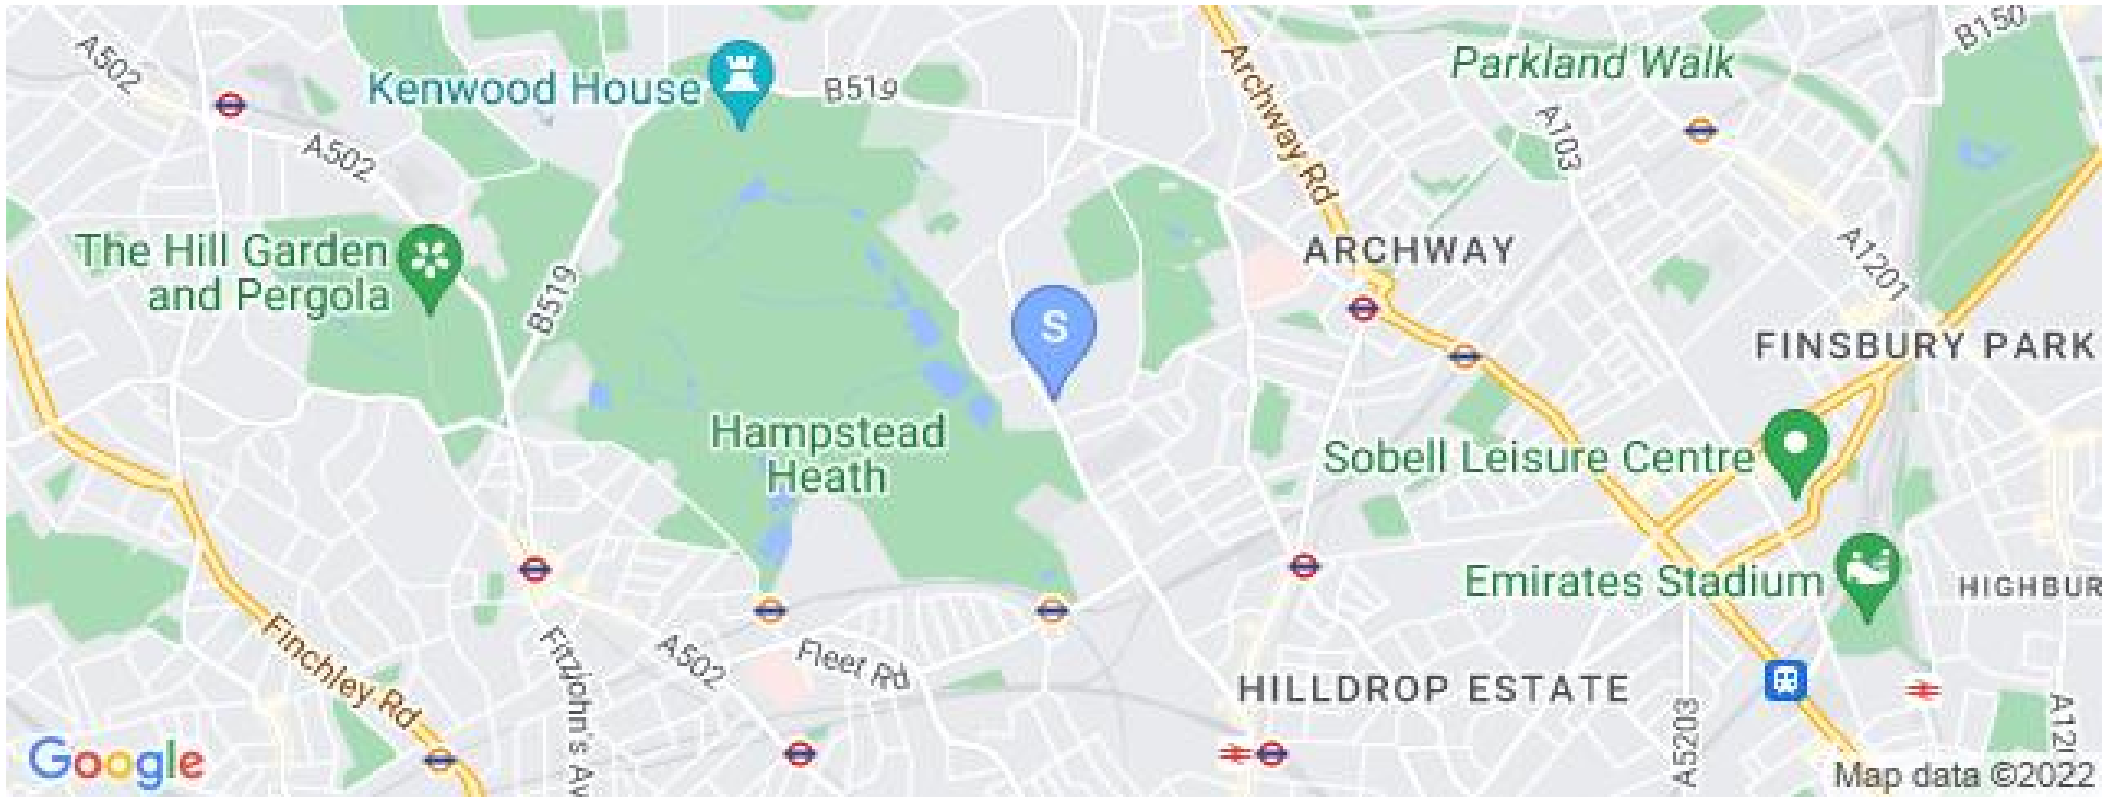 A502
Kenwood House
B519
Archway Rd
Parkland Walk
B150
A103
A502
The Hill Garden
and Pergola
B519
ARCHWAY
A1201
S
FINSBURY PARK
Hampstead
Heath
Sobell Leisure Centre
Emirates Stadium
HIGHBUR
Finchley Rd
Fitzjohn's Av
A502
Fleet Rd
HILLDROP ESTATE
A5203
A120
Google
Map data ©2022